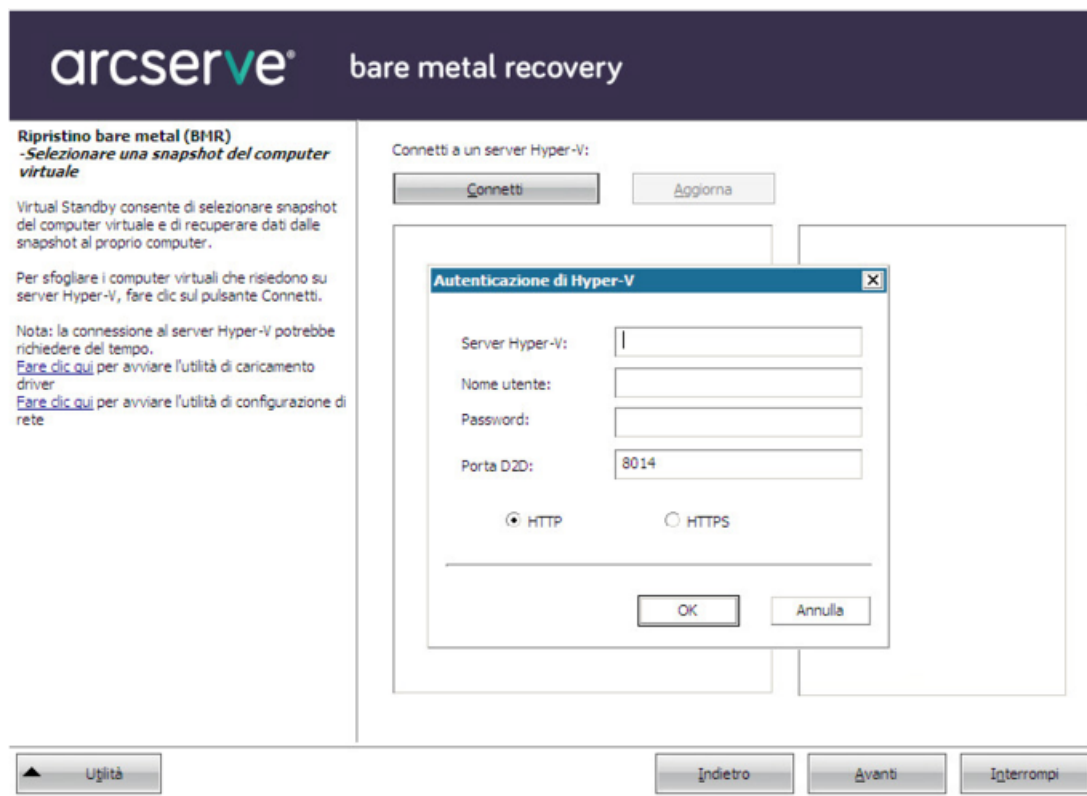 arcserve®
bare metal recovery
Ripristino bare metal (BMR)
-Selezionare una snapshot del computer
virtuale
Virtual Standby consente di selezionare snapshot
del computer virtuale e di recuperare dati dalle
snapshot al proprio computer.
Per sfogliare i computer virtuali che risiedono su
server Hyper-V, fare clic sul pulsante Connetti.
Nota: la connessione al server Hyper-V potrebbe
richiedere del tempo.
Fare clic qui per avviare l'utilità di caricamento
driver
Fare clic qui per avviare l'utilità di configurazione di
rete
Connetti a un server Hyper-V:
Connetti
Aggiorna
Autenticazione di Hyper-V
Server Hyper-V:
Nome utente:
Password:
Porta D2D:
8014
HTTP
HTTPS
OK
Annulla
Utilità
Indietro
Avanti
Interrompi